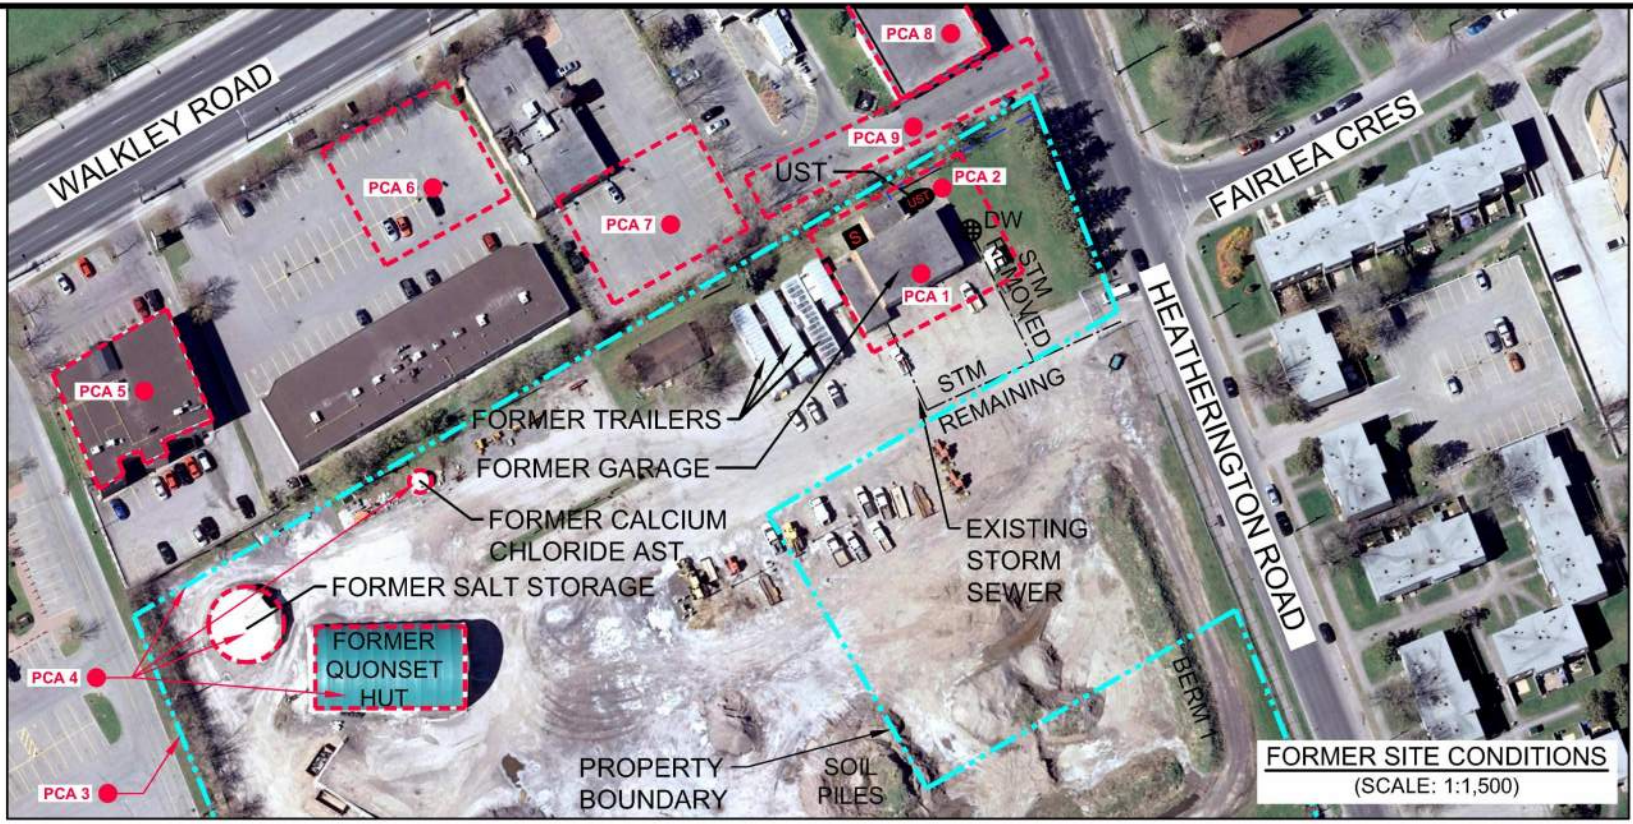 PCA 8
WALKLEY ROAD
PCA 9
FAIRLEA CRES
UST
PCA 2
PCA 6
UST
PCA 7
DW
S
STM
REMOVED
PCA 1
HEATHERINGTON ROAD
STM
REMAINING
PCA 5
FORMER TRAILERS
FORMER GARAGE
FORMER CALCIUM
CHLORIDE AST
EXISTING
STORM
SEWER
FORMER SALT STORAGE
FORMER
QUONSET
HUT
PCA 4
BERM 1
PROPERTY
BOUNDARY
SOIL
PILES
PCA 3
FORMER SITE CONDITIONS
(SCALE: 1:1,500)